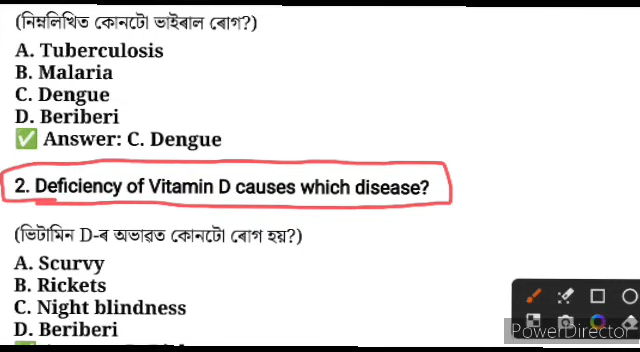 (নিম্নলিখিত কোনটো ভাইৰাল ৰোগ?)
A. Tuberculosis
B. Malaria
C. Dengue
D. Beriberi
✅ Answer: C. Dengue
2. Deficiency of Vitamin D causes which disease?
(ভিটামিন D-ৰ অভাৱত কোনটো ৰোগ হয়?)
A. Scurvy
B. Rickets
C. Night blindness
D. Beriberi
PowerDirector